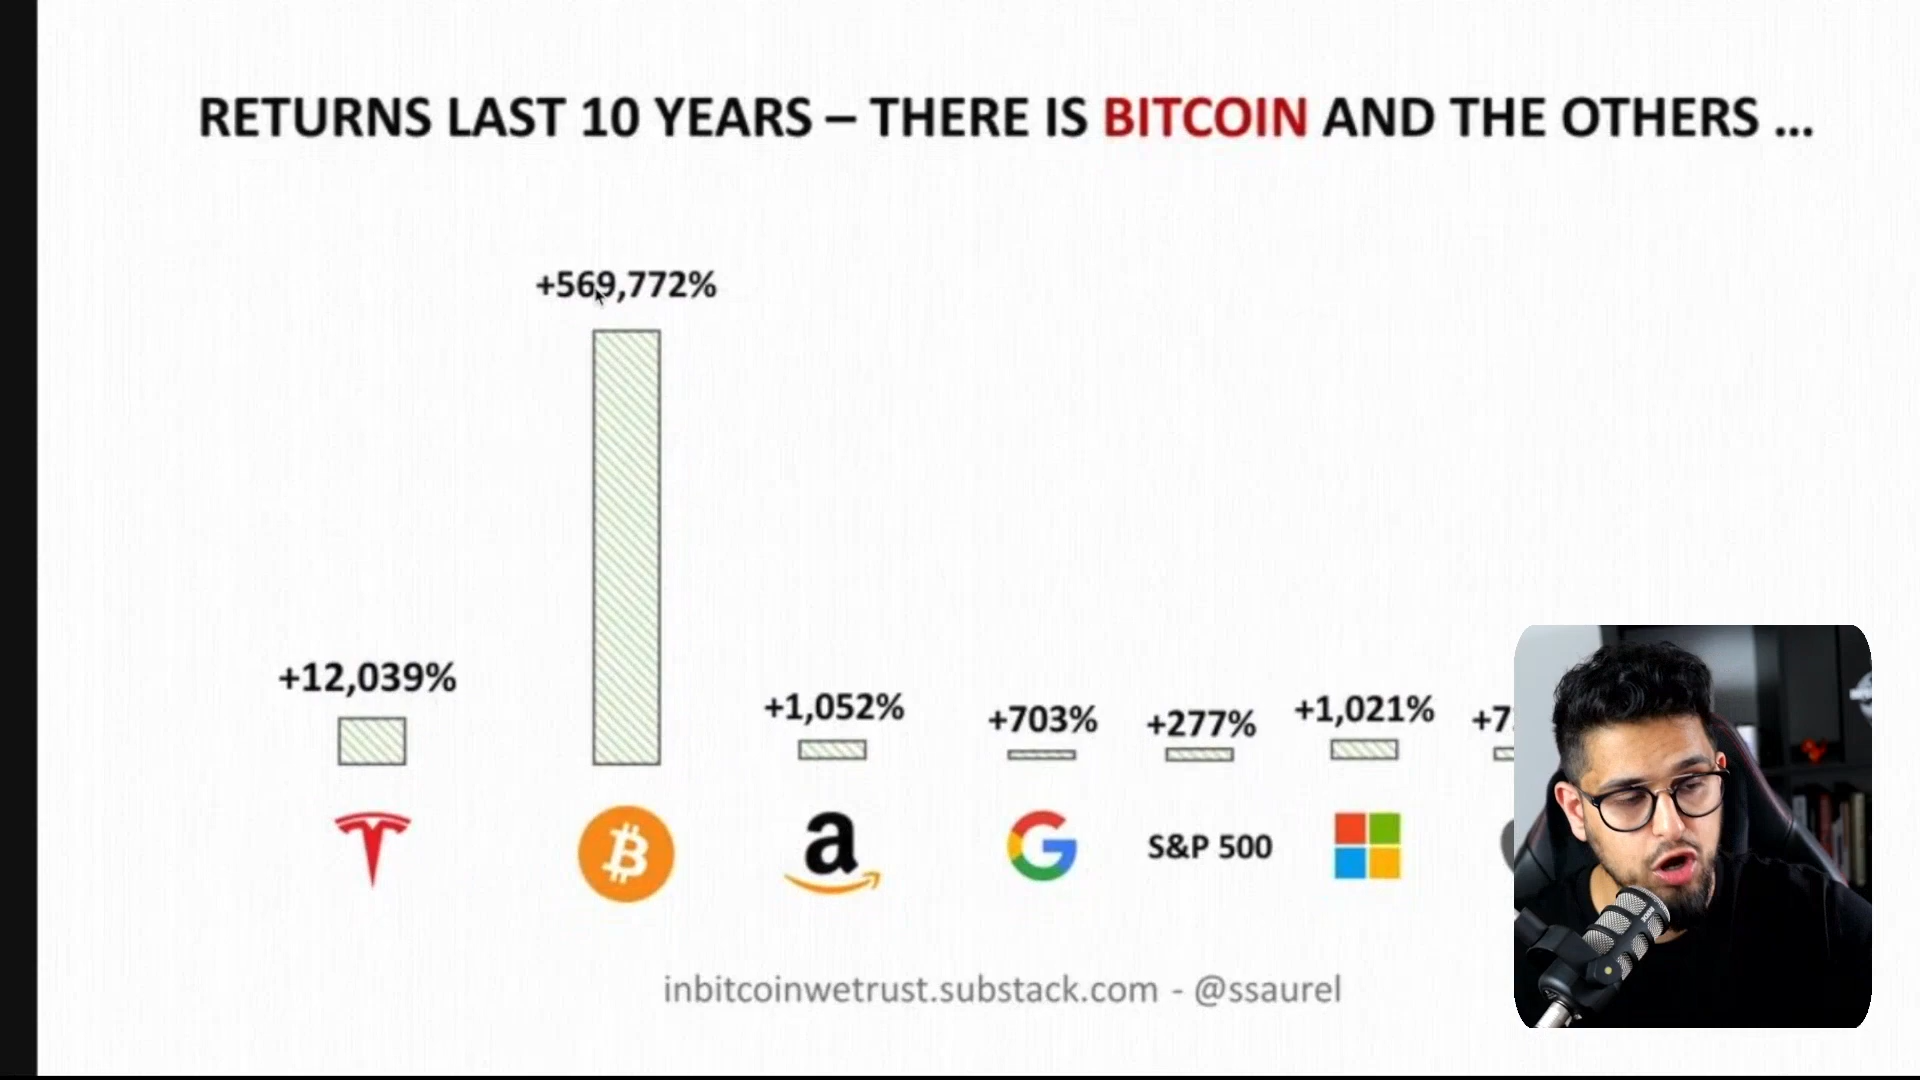 RETURNS LAST 10 YEARS – THERE IS BITCOIN AND THE OTHERS ...
+569,772%
+12,039%
+1,052%
+703%
+277%
+1,021%
S&P 500
inbitcoinwetrust.substack.com - @ssaurel